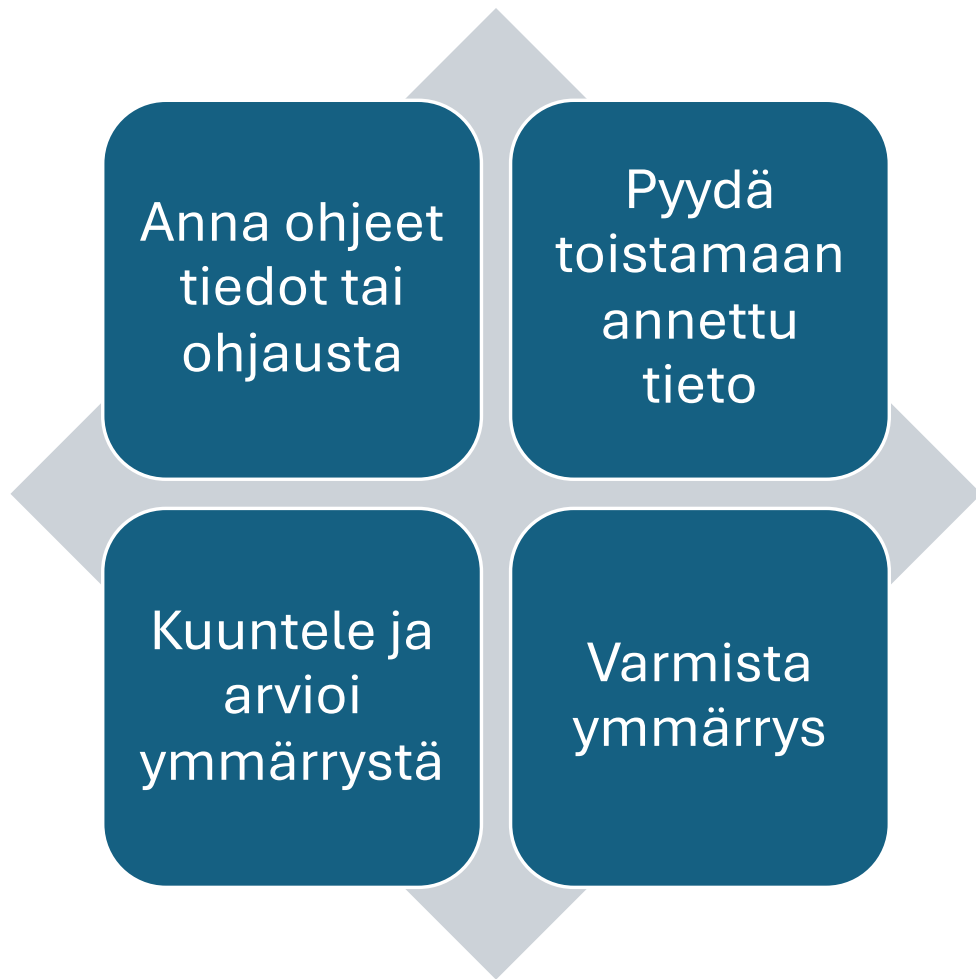 Anna ohjeet
tiedot tai
ohjausta
Pyydä
toistamaan
annettu
tieto
Kuuntele ja
arvioi
ymmärrystä
Varmista
ymmärrys